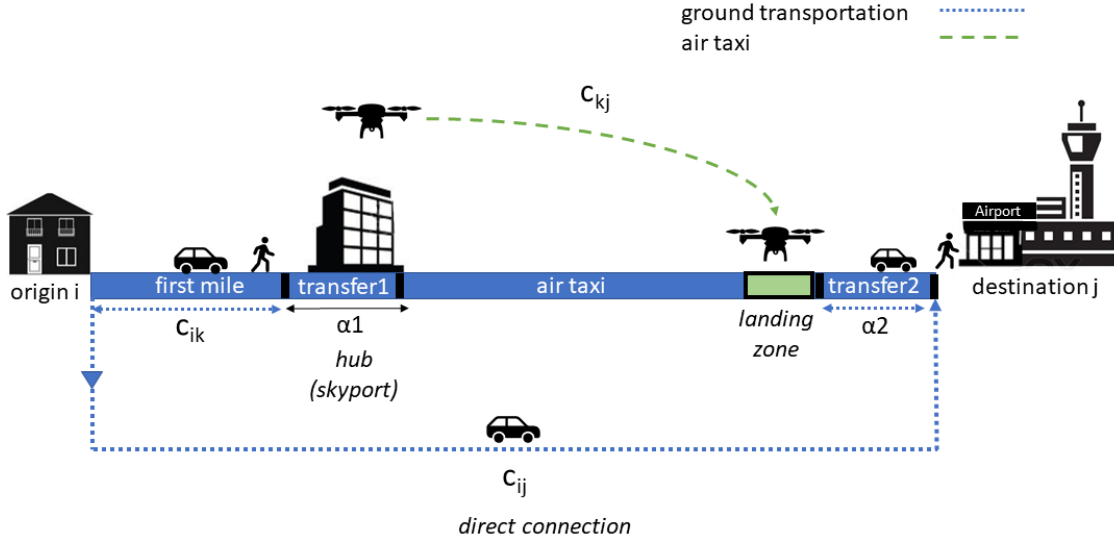 ground transportation
air taxi
c_kj
Airport
origin i
first mile
transfer1
air taxi
transfer2
destination j
c_ik
α1
landing
zone
α2
hub
(skyport)
c_ij
direct connection